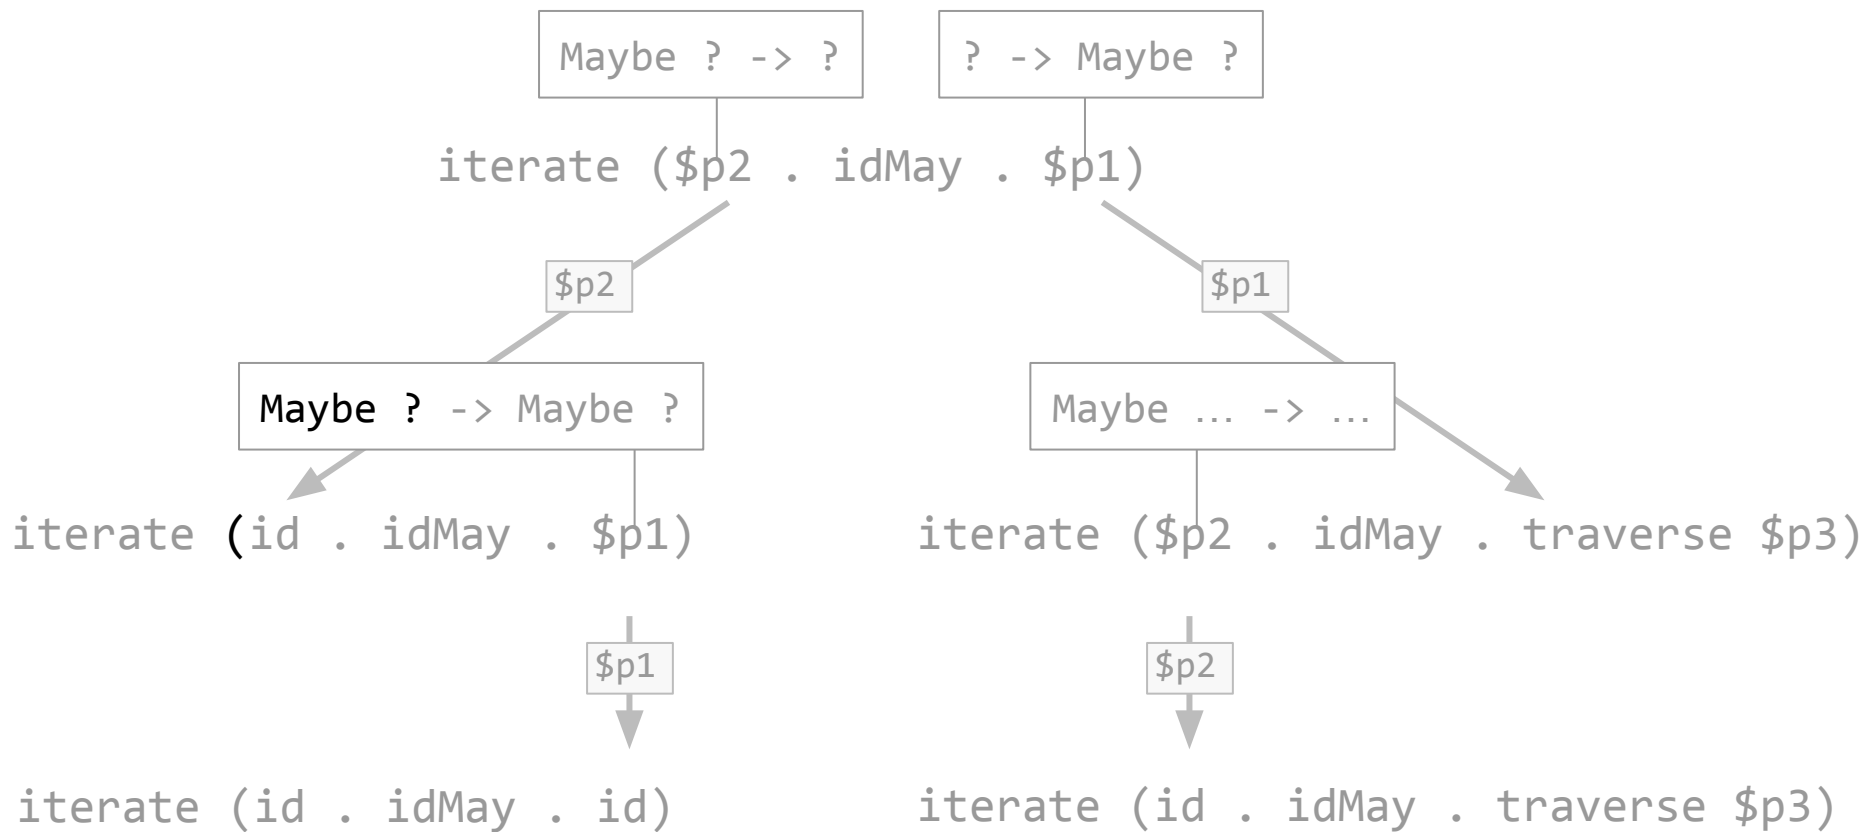 Maybe ? -> ? ? -> Maybe ?
iterate ($p2 . idMay . $p1)
$p2 $p1
Maybe ? -> Maybe ? Maybe … -> …
iterate (id . idMay . $p1) iterate ($p2 . idMay . traverse $p3)
$p1 $p2
iterate (id . idMay . id) iterate (id . idMay . traverse $p3)